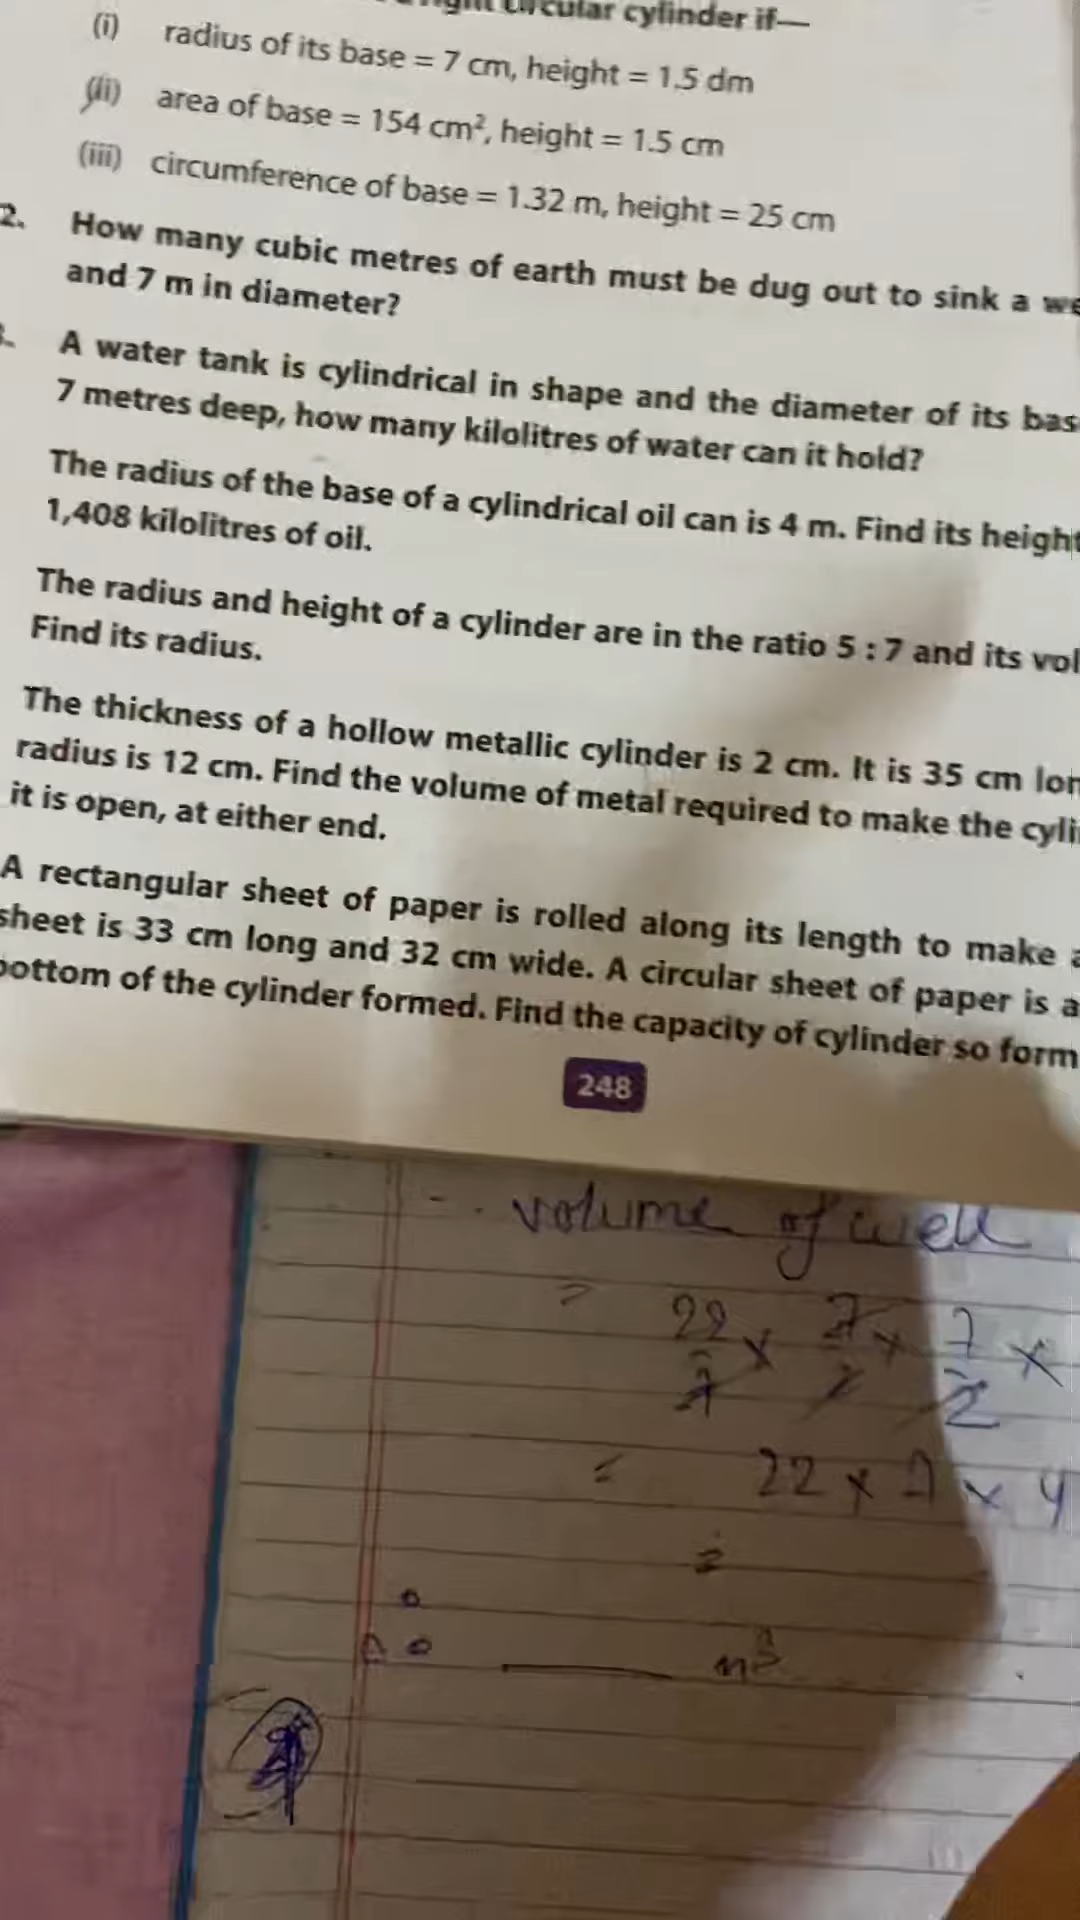 circular cylinder if—
(i) radius of its base = 7 cm, height = 1.5 dm
(ii) area of base = 154 cm², height = 1.5 cm
(iii) circumference of base = 1.32 m, height = 25 cm
2. How many cubic metres of earth must be dug out to sink a
and 7 m in diameter?
A water tank is cylindrical in shape and the diameter of its
7 metres deep, how many kilolitres of water can it hold?
The radius of the base of a cylindrical oil can is 4 m. Find its height
1,408 kilolitres of oil.
The radius and height of a cylinder are in the ratio 5 : 7 and its
Find its radius.
The thickness of a hollow metallic cylinder is 2 cm. It is 35 cm
radius is 12 cm. Find the volume of metal required to make the
it is open, at either end.
A rectangular sheet of paper is rolled along its length to make
sheet is 33 cm long and 32 cm wide. A circular sheet of paper is
bottom of the cylinder formed. Find the capacity of cylinder so
248
volume of well
= 22/7 × 7/2 × 7/2 ×
= 22 × 7 ×
=
m³